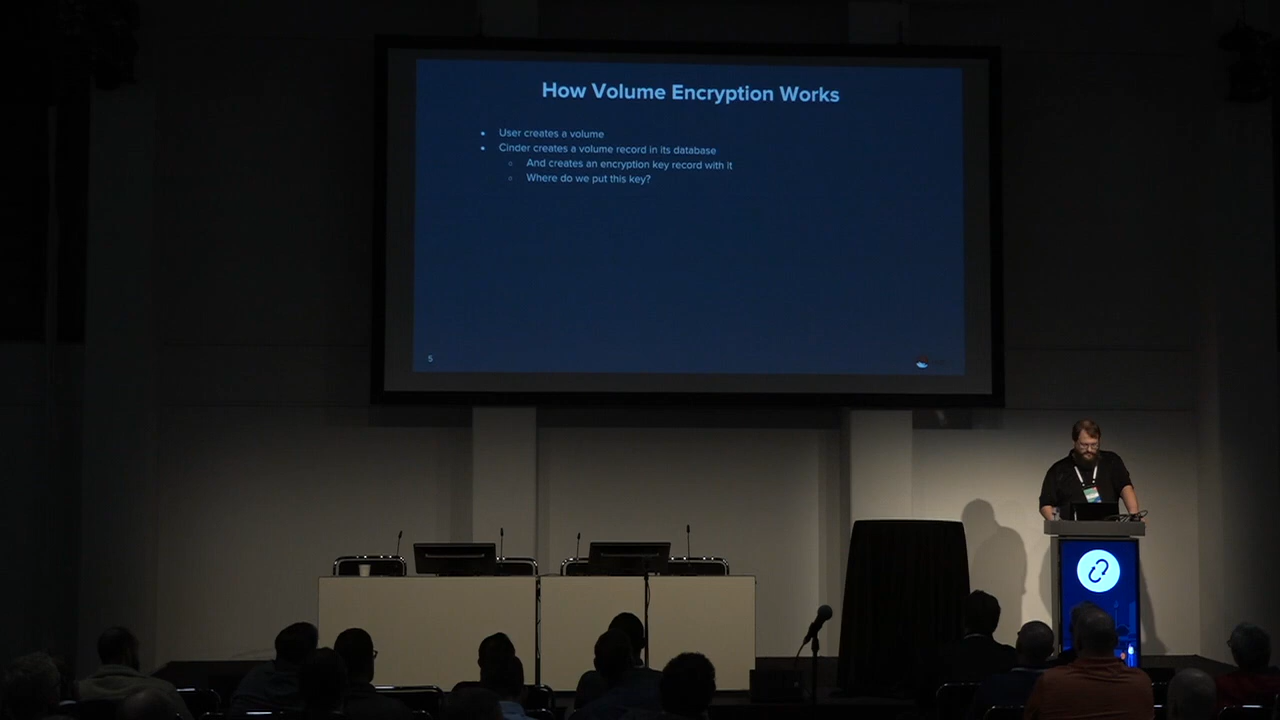 How Volume Encryption Works
User creates a volume
Cinder creates a volume record in its database
And creates an encryption key record with it
Where do we put this key?
5